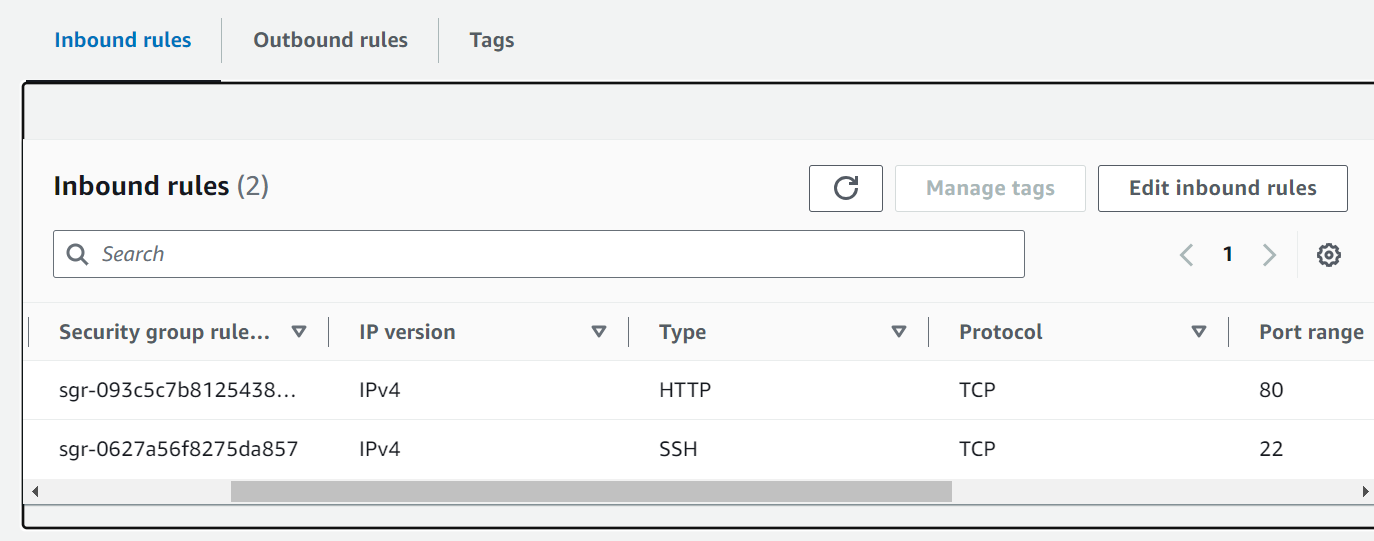 Inbound rules Outbound rules Tags
Inbound rules (2) Manage tags Edit inbound rules
Search 1
Security group rule... IP version Type Protocol Port range
sgr-093c5c7b8125438... IPv4 HTTP TCP 80
sgr-0627a56f8275da857 IPv4 SSH TCP 22